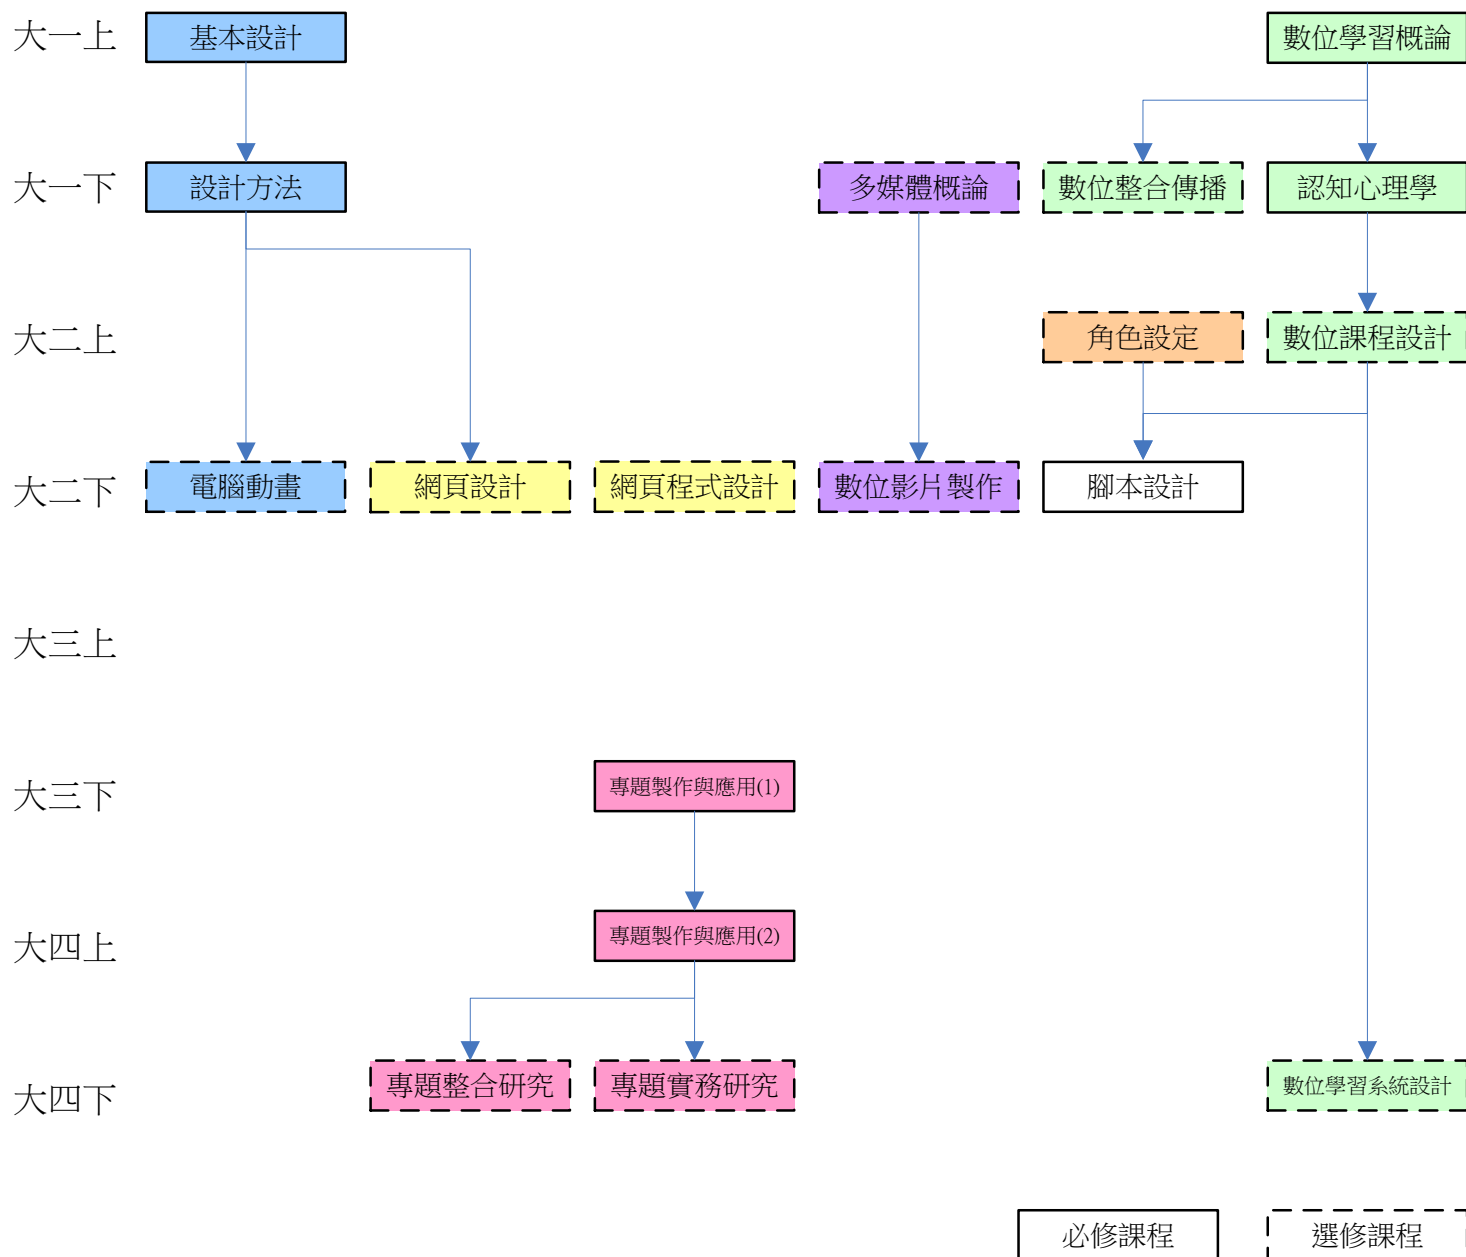 大一上
基本設計
數位學習概論
大一下
設計方法
多媒體概論
數位整合傳播
認知心理學
大二上
角色設定
數位課程設計
大二下
電腦動畫
網頁設計
網頁程式設計
數位影片製作
腳本設計
大三上
大三下
專題製作與應用(1)
大四上
專題製作與應用(2)
大四下
專題整合研究
專題實務研究
數位學習系統設計
必修課程
選修課程